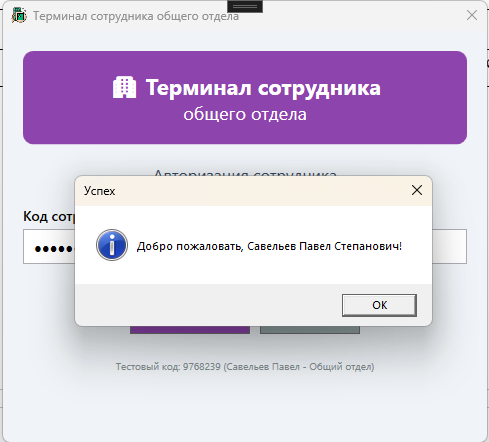 Терминал сотрудника общего отдела
Терминал сотрудника
общего отдела
Авторизация сотрудника
Успех
Код сотр
Добро пожаловать, Савельев Павел Степанович!
OK
Тестовый код: 9768239 (Савельев Павел - Общий отдел)